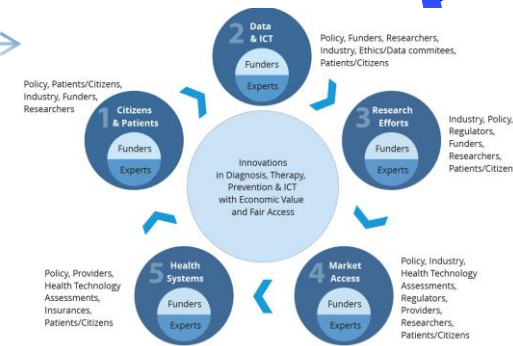 2
Data
& ICT
Funders
Experts
Policy, Funders, Researchers,
Industry, Ethics/Data commitees,
Patients/Citizens
Policy, Patients/Citizens,
Industry, Funders,
Researchers
1
Citizens
& Patients
Funders
Experts
3
Research
Efforts
Funders
Experts
Industry, Policy,
Regulators,
Funders,
Researchers,
Patients/Citizen
Innovations
in Diagnosis, Therapy,
Prevention & ICT
with Economic Value
and Fair Access
4
Market
Access
Funders
Experts
Policy, Industry,
Health Technology
Assessments,
Regulators,
Providers,
Researchers,
Patients/Citizens
5
Health
Systems
Funders
Experts
Policy, Providers,
Health Technology
Assessments,
Insurances,
Patients/Citizens